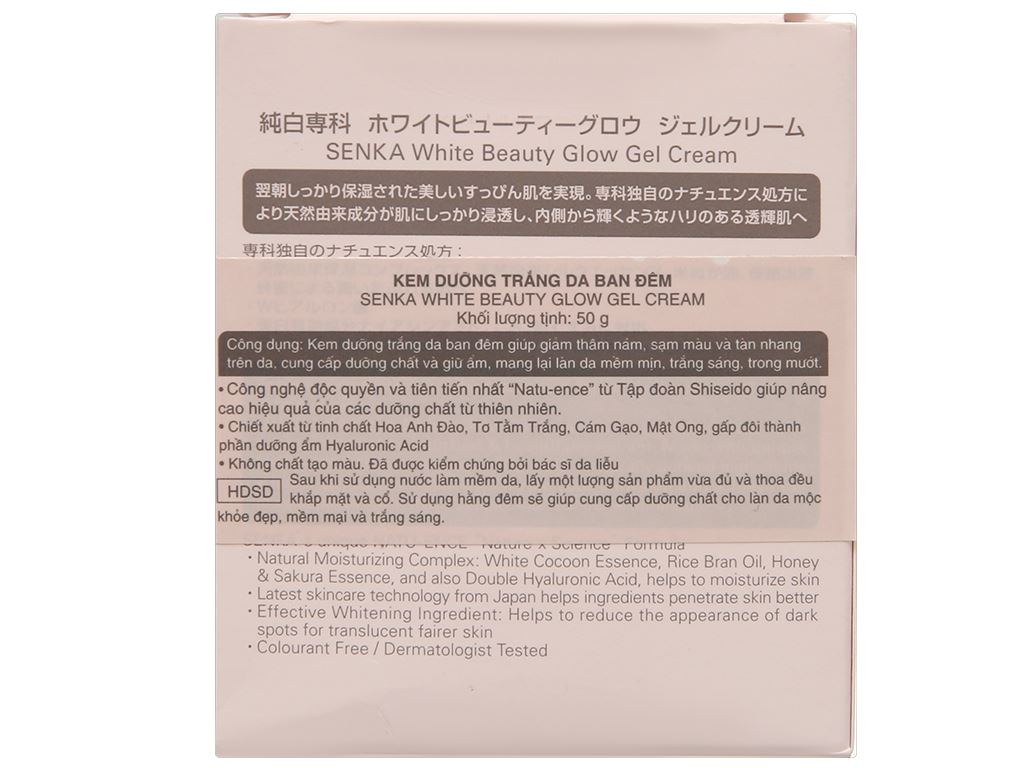 純白専科 ホワイトビューティーグロウ ジェルクリーム
SENKA White Beauty Glow Gel Cream
翌朝しっかり保湿された美しいすっぴん肌を実現。専科独自のナチュエンス処方に
より天然由来成分が肌にしっかり浸透し、内側から輝くようなハリのある透輝肌へ
専科独自のナチュエンス処方：
KEM DƯỠNG TRẮNG DA BAN ĐÊM
SENKA WHITE BEAUTY GLOW GEL CREAM
Khối lượng tịnh: 50 g
Công dụng: Kem dưỡng trắng da ban đêm giúp giảm thâm nám, sạm màu và tàn nhang
trên da, cung cấp dưỡng chất và giữ ẩm, mang lại làn da mềm mịn, trắng sáng, trong mướt.
• Công nghệ độc quyền và tiên tiến nhất “Natu-ence” từ Tập đoàn Shiseido giúp nâng
cao hiệu quả của các dưỡng chất từ thiên nhiên.
• Chiết xuất từ tinh chất Hoa Anh Đào, Tơ Tằm Trắng, Cám Gạo, Mật Ong, gấp đôi thành
phần dưỡng ẩm Hyaluronic Acid
• Không chất tạo màu. Đã được kiểm chứng bởi bác sĩ da liễu
HDSD Sau khi sử dụng nước làm mềm da, lấy một lượng sản phẩm vừa đủ và thoa đều
khắp mặt và cổ. Sử dụng hằng đêm sẽ giúp cung cấp dưỡng chất cho làn da mộc
khỏe đẹp, mềm mại và trắng sáng.
SENKA's unique NATU-ENCE "Nature x Science" Formula
・Natural Moisturizing Complex: White Cocoon Essence, Rice Bran Oil, Honey
& Sakura Essence, and also Double Hyaluronic Acid, helps to moisturize skin
・Latest skincare technology from Japan helps ingredients penetrate skin better
・Effective Whitening Ingredient: Helps to reduce the appearance of dark
spots for translucent fairer skin
・Colourant Free / Dermatologist Tested